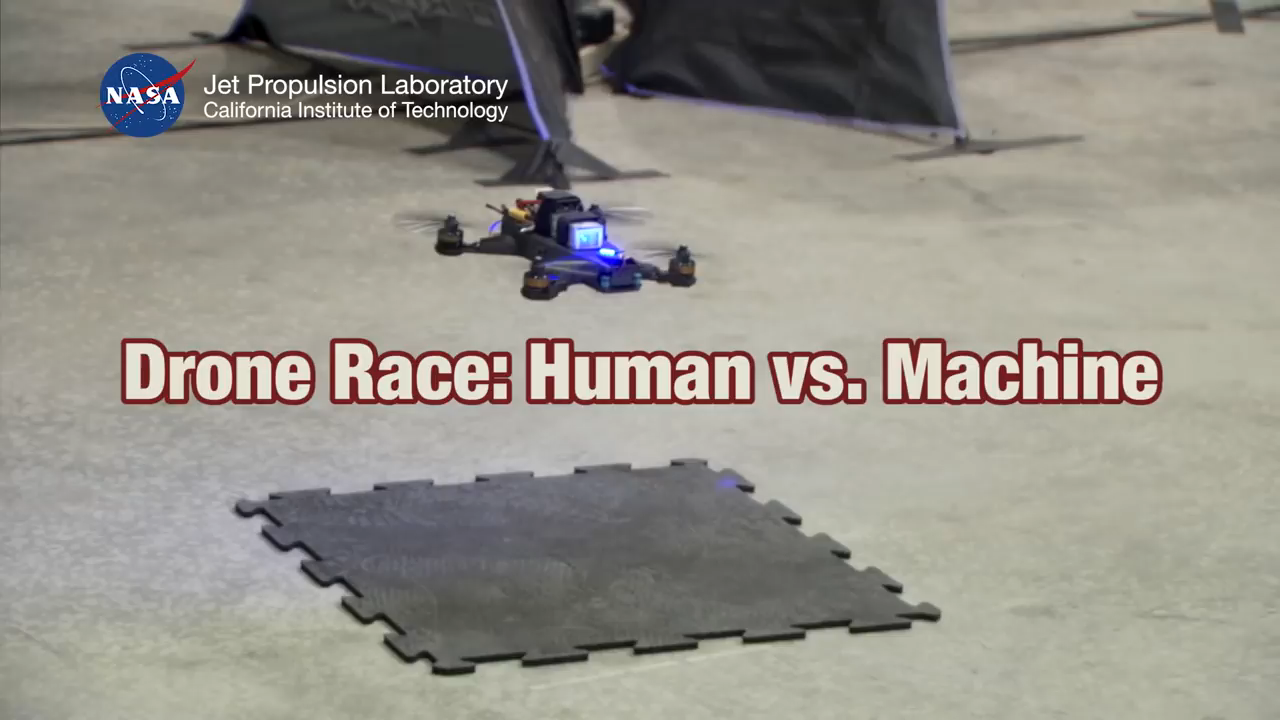 NASA
Jet Propulsion Laboratory
California Institute of Technology
Drone Race: Human vs. Machine